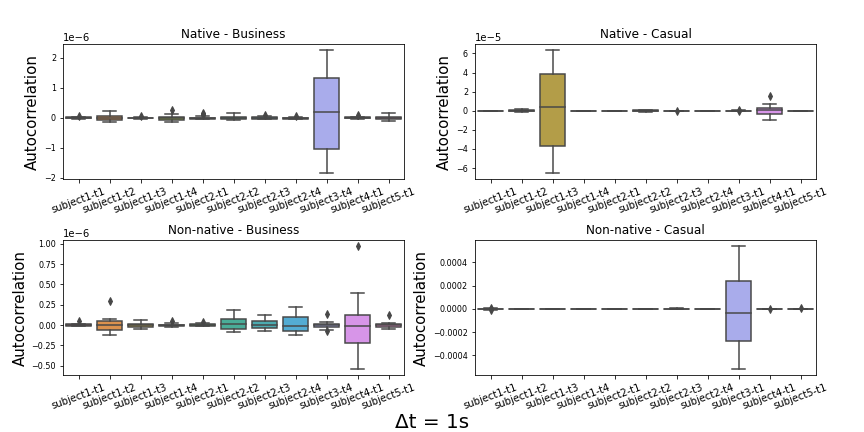 Native - Business
1e−6
Autocorrelation
2
1
0
−1
−2
subject1-t1
subject1-t2
subject1-t3
subject1-t4
subject2-t1
subject2-t2
subject2-t3
subject2-t4
subject3-t4
subject4-t1
subject5-t1
Native - Casual
1e−5
Autocorrelation
6
4
2
0
−2
−4
−6
subject1-t1
subject1-t2
subject1-t3
subject1-t4
subject2-t1
subject2-t2
subject2-t3
subject2-t4
subject3-t1
subject4-t1
subject5-t1
Non-native - Business
1e−6
Autocorrelation
1.00
0.75
0.50
0.25
0.00
−0.25
−0.50
subject1-t1
subject1-t2
subject1-t3
subject1-t4
subject2-t1
subject2-t2
subject2-t3
subject2-t4
subject3-t4
subject4-t1
subject5-t1
Non-native - Casual
Autocorrelation
0.0004
0.0002
0.0000
−0.0002
−0.0004
subject1-t1
subject1-t2
subject1-t3
subject1-t4
subject2-t1
subject2-t2
subject2-t3
subject2-t4
subject3-t1
subject4-t1
subject5-t1
Δt = 1s